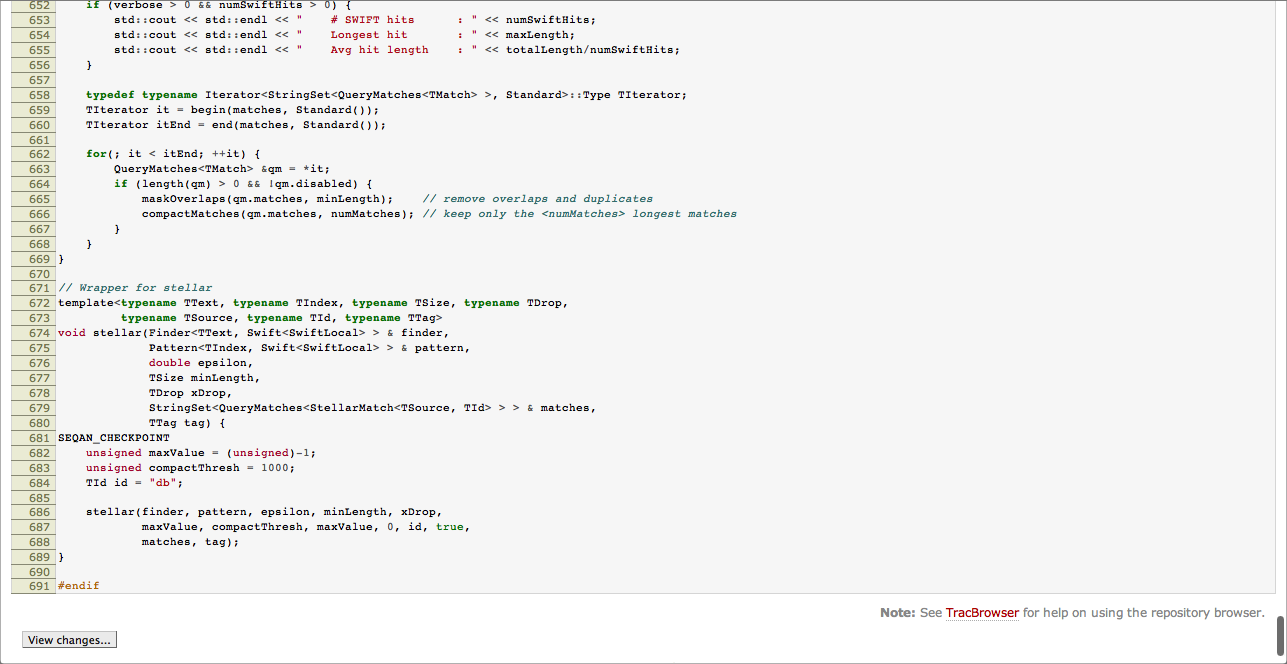 652     if (verbose > 0 && numSwiftHits > 0) {
653         std::cout << std::endl << "    # SWIFT hits      : " << numSwiftHits;
654         std::cout << std::endl << "    Longest hit       : " << maxLength;
655         std::cout << std::endl << "    Avg hit length    : " << totalLength/numSwiftHits;
656     }
657
658     typedef typename Iterator<StringSet<QueryMatches<TMatch> >, Standard>::Type TIterator;
659     TIterator it = begin(matches, Standard());
660     TIterator itEnd = end(matches, Standard());
661
662     for(; it < itEnd; ++it) {
663         QueryMatches<TMatch> &qm = *it;
664         if (length(qm) > 0 && !qm.disabled) {
665             maskOverlaps(qm.matches, minLength);    // remove overlaps and duplicates
666             compactMatches(qm.matches, numMatches); // keep only the <numMatches> longest matches
667         }
668     }
669 }
670
671 // Wrapper for stellar
672 template<typename TText, typename TIndex, typename TSize, typename TDrop,
673          typename TSource, typename TId, typename TTag>
674 void stellar(Finder<TText, Swift<SwiftLocal> > & finder,
675              Pattern<TIndex, Swift<SwiftLocal> > & pattern,
676              double epsilon,
677              TSize minLength,
678              TDrop xDrop,
679              StringSet<QueryMatches<StellarMatch<TSource, TId> > > & matches,
680              TTag tag) {
681 SEQAN_CHECKPOINT
682     unsigned maxValue = (unsigned)-1;
683     unsigned compactThresh = 1000;
684     TId id = "db";
685
686     stellar(finder, pattern, epsilon, minLength, xDrop,
687             maxValue, compactThresh, maxValue, 0, id, true,
688             matches, tag);
689 }
690
691 #endif
Note: See TracBrowser for help on using the repository browser.
View changes...